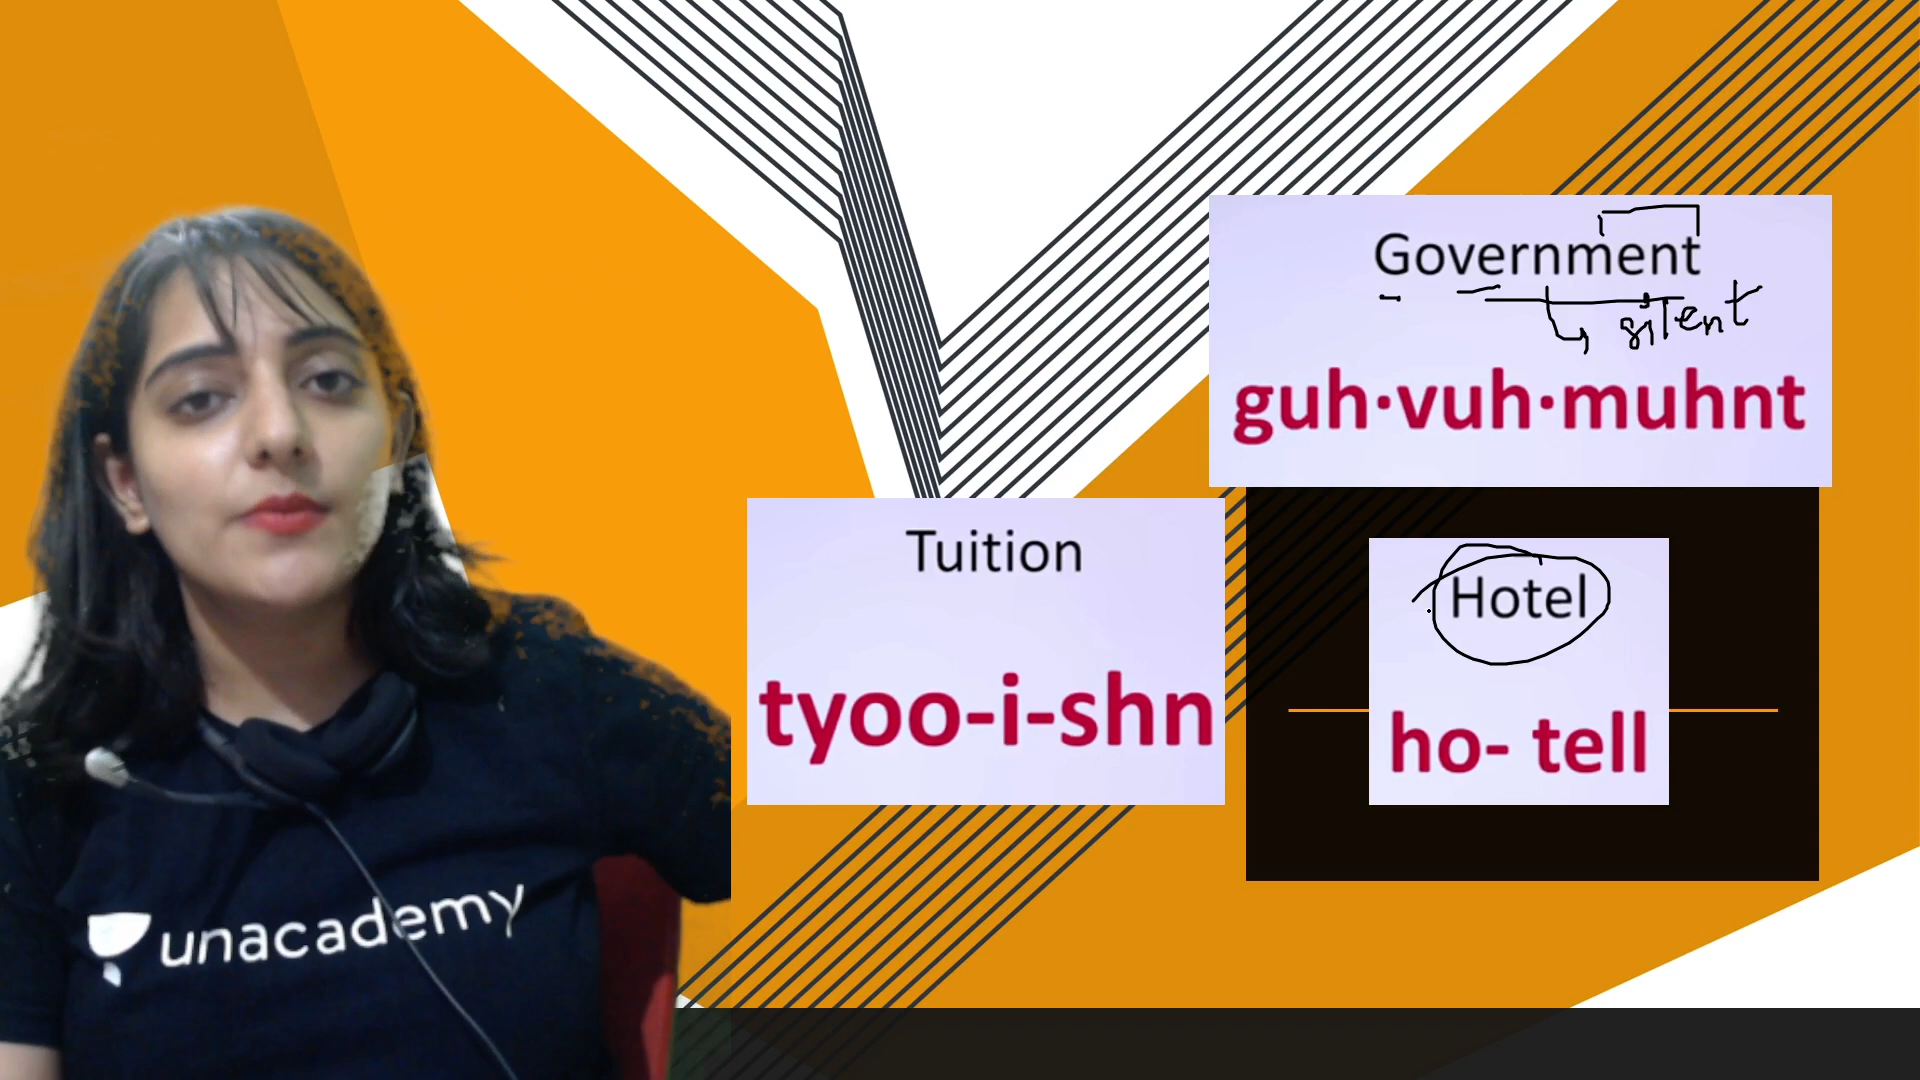 Government
silent
guh·vuh·muhnt
Tuition
tyoo-i-shn
Hotel
ho- tell
unacademy